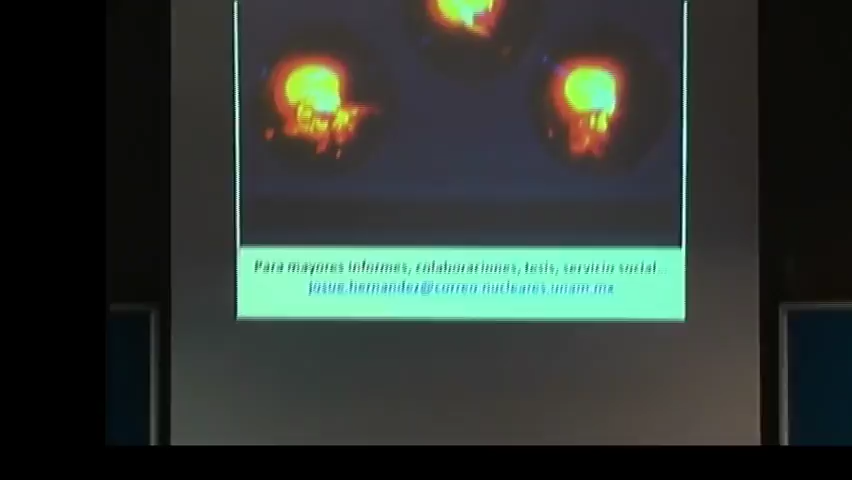 Para mayores informes, colaboraciones, tesis, servicio social...
josue.hernandez@correo.nucleares.unam.mx